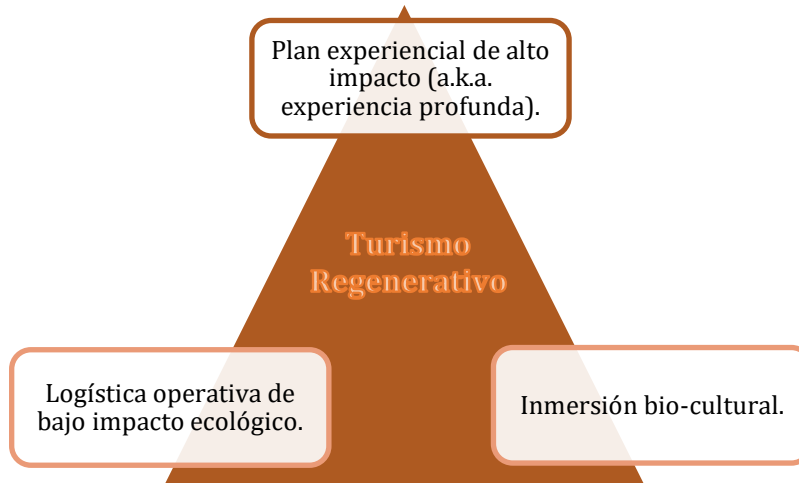 Plan experiencial de alto
impacto (a.k.a.
experiencia profunda).
Turismo
Regenerativo
Logística operativa de
bajo impacto ecológico.
Inmersión bio-cultural.